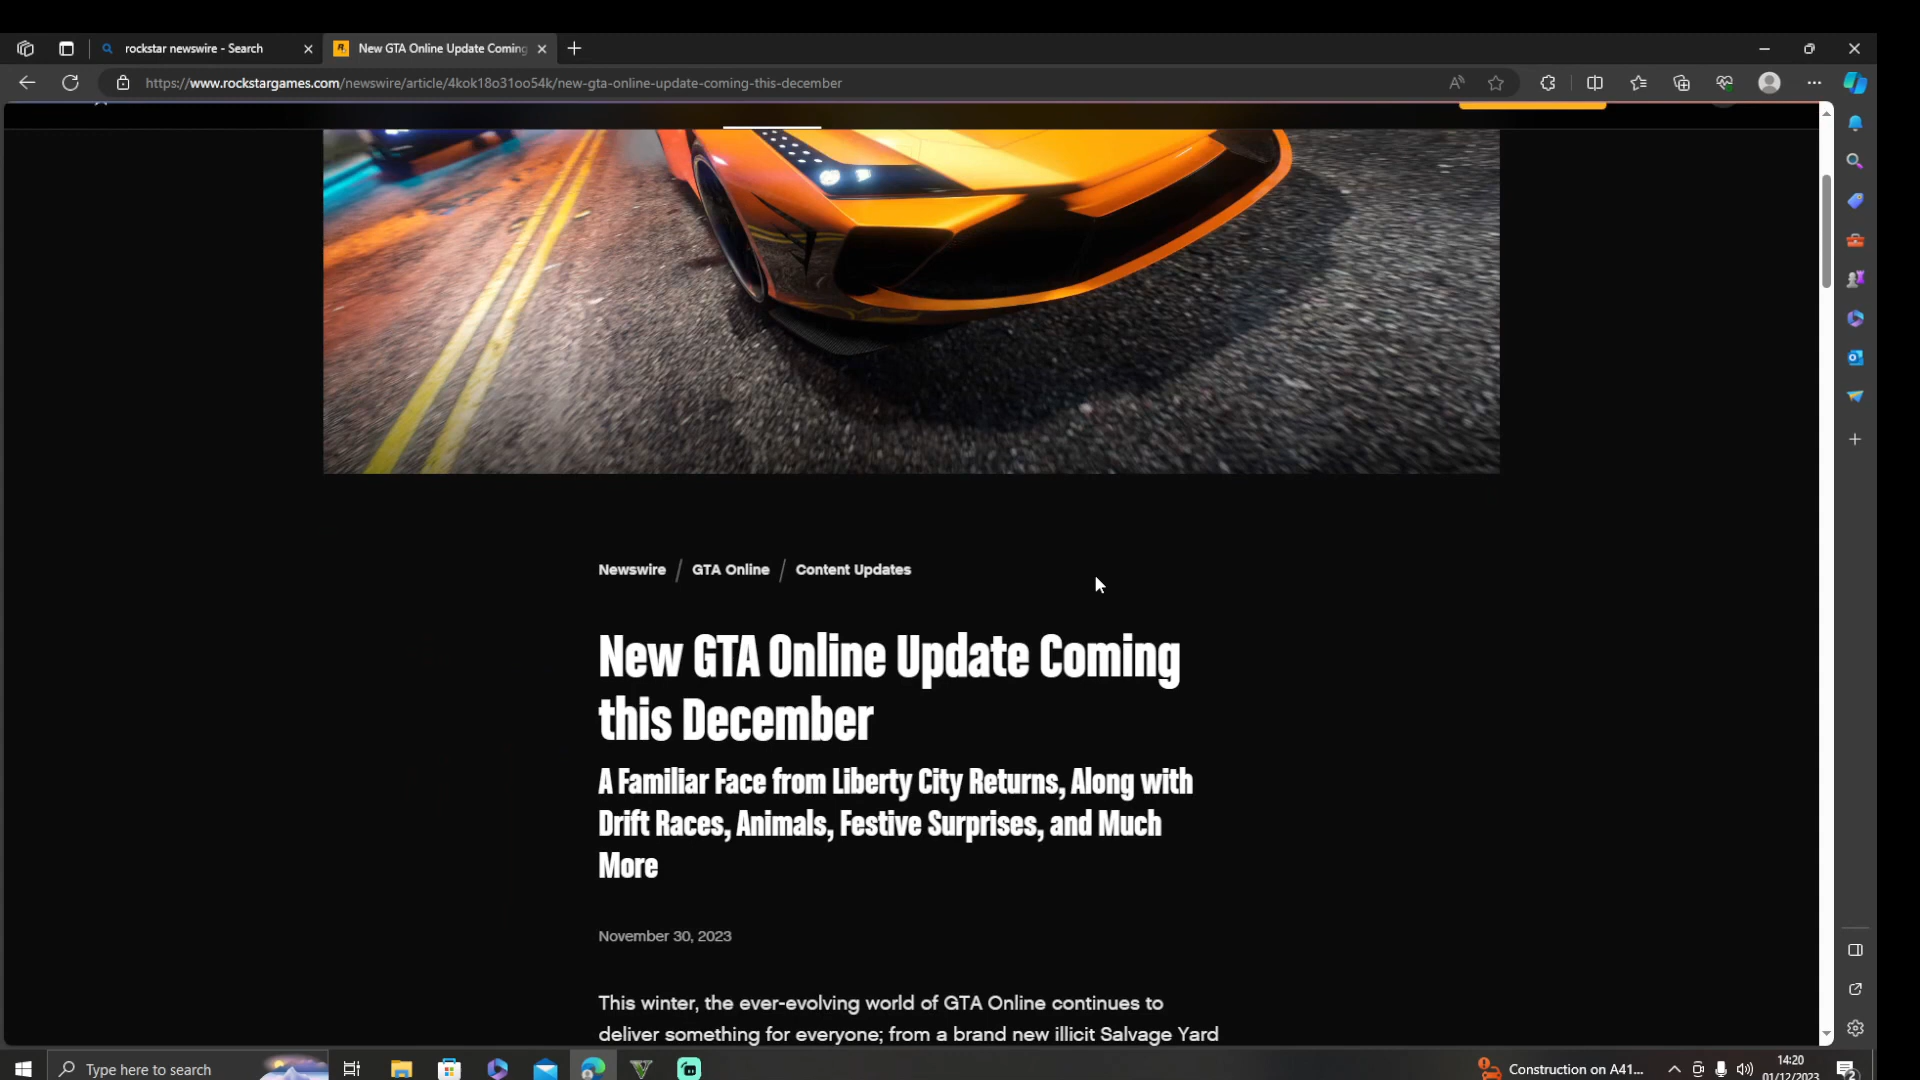 rockstar newswire - Search
New GTA Online Update Coming
https://www.rockstargames.com/newswire/article/4kok18o31oo54k/new-gta-online-update-coming-this-december
Newswire / GTA Online / Content Updates
New GTA Online Update Coming
this December
A Familiar Face from Liberty City Returns, Along with
Drift Races, Animals, Festive Surprises, and Much
More
November 30, 2023
This winter, the ever-evolving world of GTA Online continues to
deliver something for everyone; from a brand new illicit Salvage Yard
Type here to search
Construction on A41...
14:20
01/12/2023
2